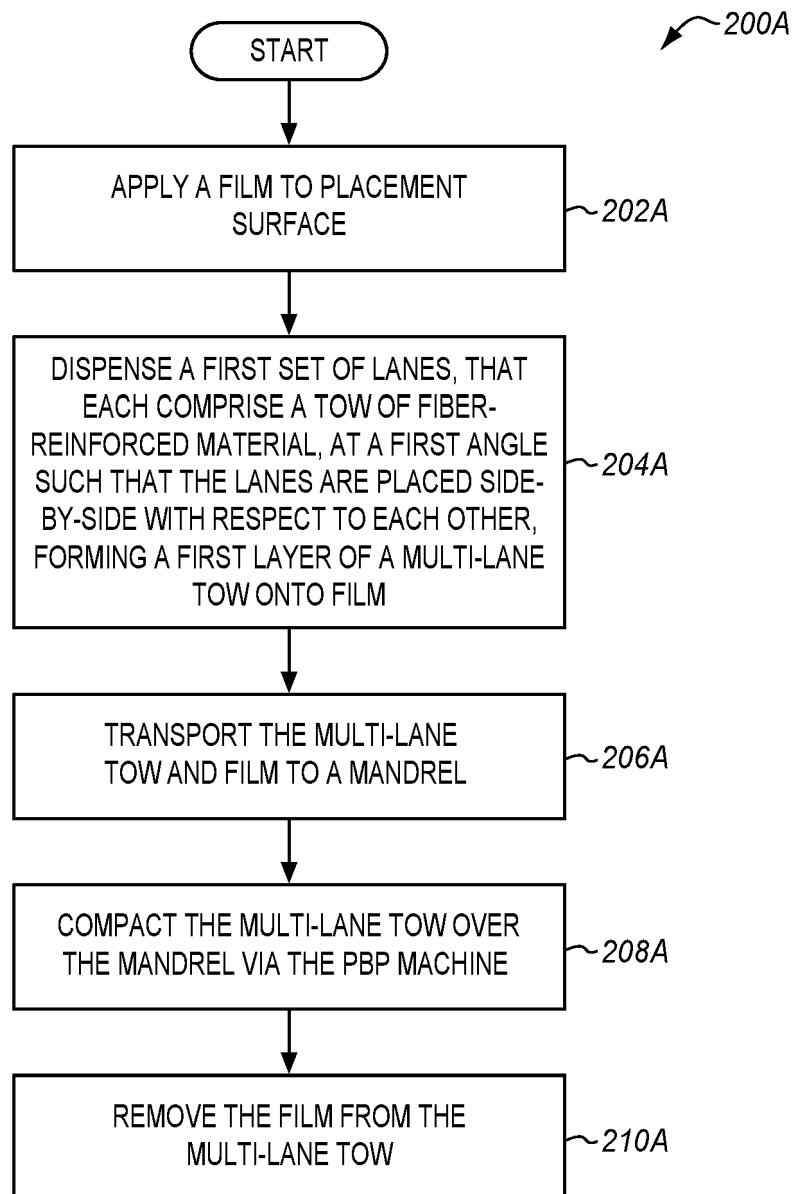 200A
START
APPLY A FILM TO PLACEMENT
SURFACE
202A
DISPENSE A FIRST SET OF LANES, THAT
EACH COMPRISE A TOW OF FIBER-
REINFORCED MATERIAL, AT A FIRST ANGLE
SUCH THAT THE LANES ARE PLACED SIDE-
BY-SIDE WITH RESPECT TO EACH OTHER,
FORMING A FIRST LAYER OF A MULTI-LANE
TOW ONTO FILM
204A
TRANSPORT THE MULTI-LANE
TOW AND FILM TO A MANDREL
206A
COMPACT THE MULTI-LANE TOW OVER
THE MANDREL VIA THE PBP MACHINE
208A
REMOVE THE FILM FROM THE
MULTI-LANE TOW
210A